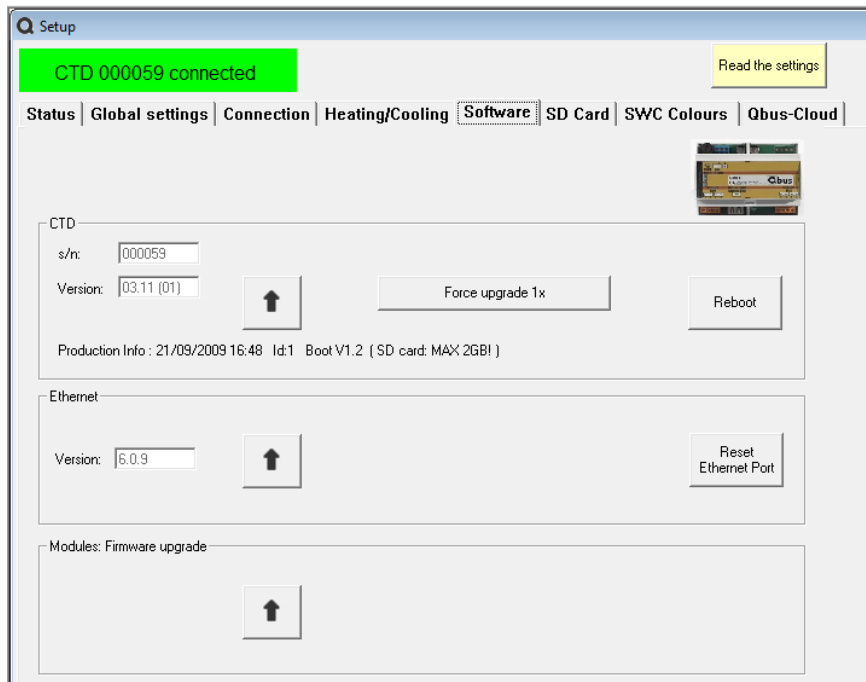 Setup
CTD 000059 connected
Read the settings
Status Global settings Connection Heating/Cooling Software SD Card SWC Colours Qbus-Cloud
Qbus
CTD
s/n: 000059
Version: 03.11 (01)
Force upgrade 1x
Reboot
Production Info : 21/09/2009 16:48 Id:1 Boot V1.2 ( SD card: MAX 2GB! )
Ethernet
Version: 6.0.9
Reset
Ethernet Port
Modules: Firmware upgrade